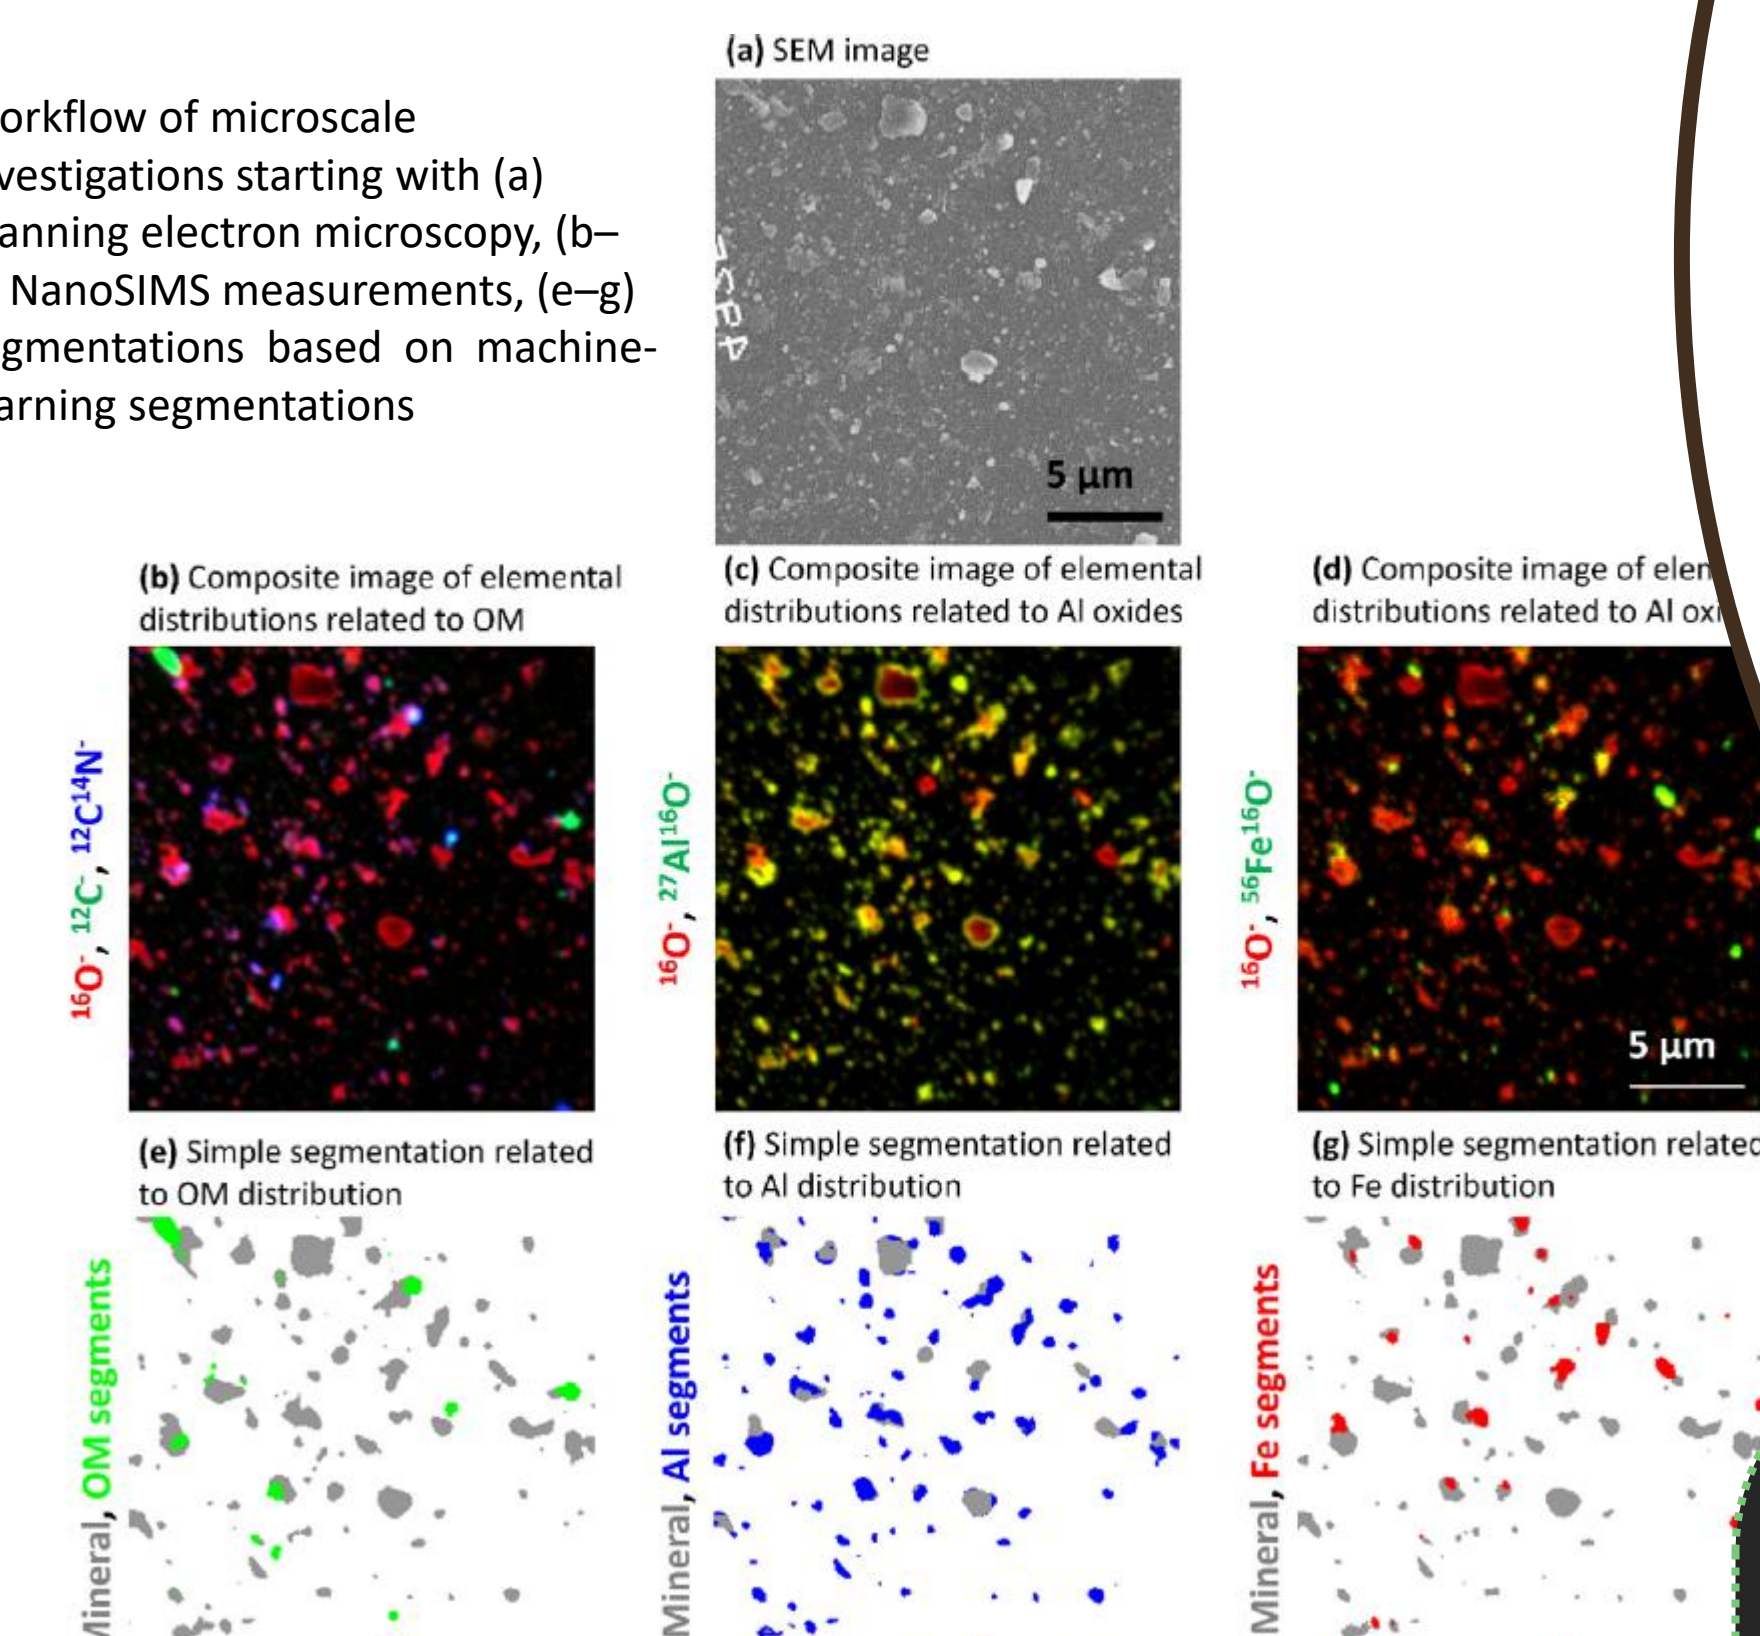 (a) SEM image
orkflow of microscale
vestigations starting with (a)
anning electron microscopy, (b–
NanoSIMS measurements, (e–g)
gmentations based on machine-
arning segmentations
5 µm
(b) Composite image of elemental
distributions related to OM
(c) Composite image of elemental
distributions related to Al oxides
(d) Composite image of elem
distributions related to Al oxi
¹⁶O⁻, ¹²C⁻, ¹²C¹⁴N⁻
¹⁶O⁻, ²⁷Al¹⁶O⁻
¹⁶O⁻, ⁵⁶Fe¹⁶O⁻
5 µm
(e) Simple segmentation related
to OM distribution
(f) Simple segmentation related
to Al distribution
(g) Simple segmentation related
to Fe distribution
Mineral, OM segments
Mineral, Al segments
Mineral, Fe segments